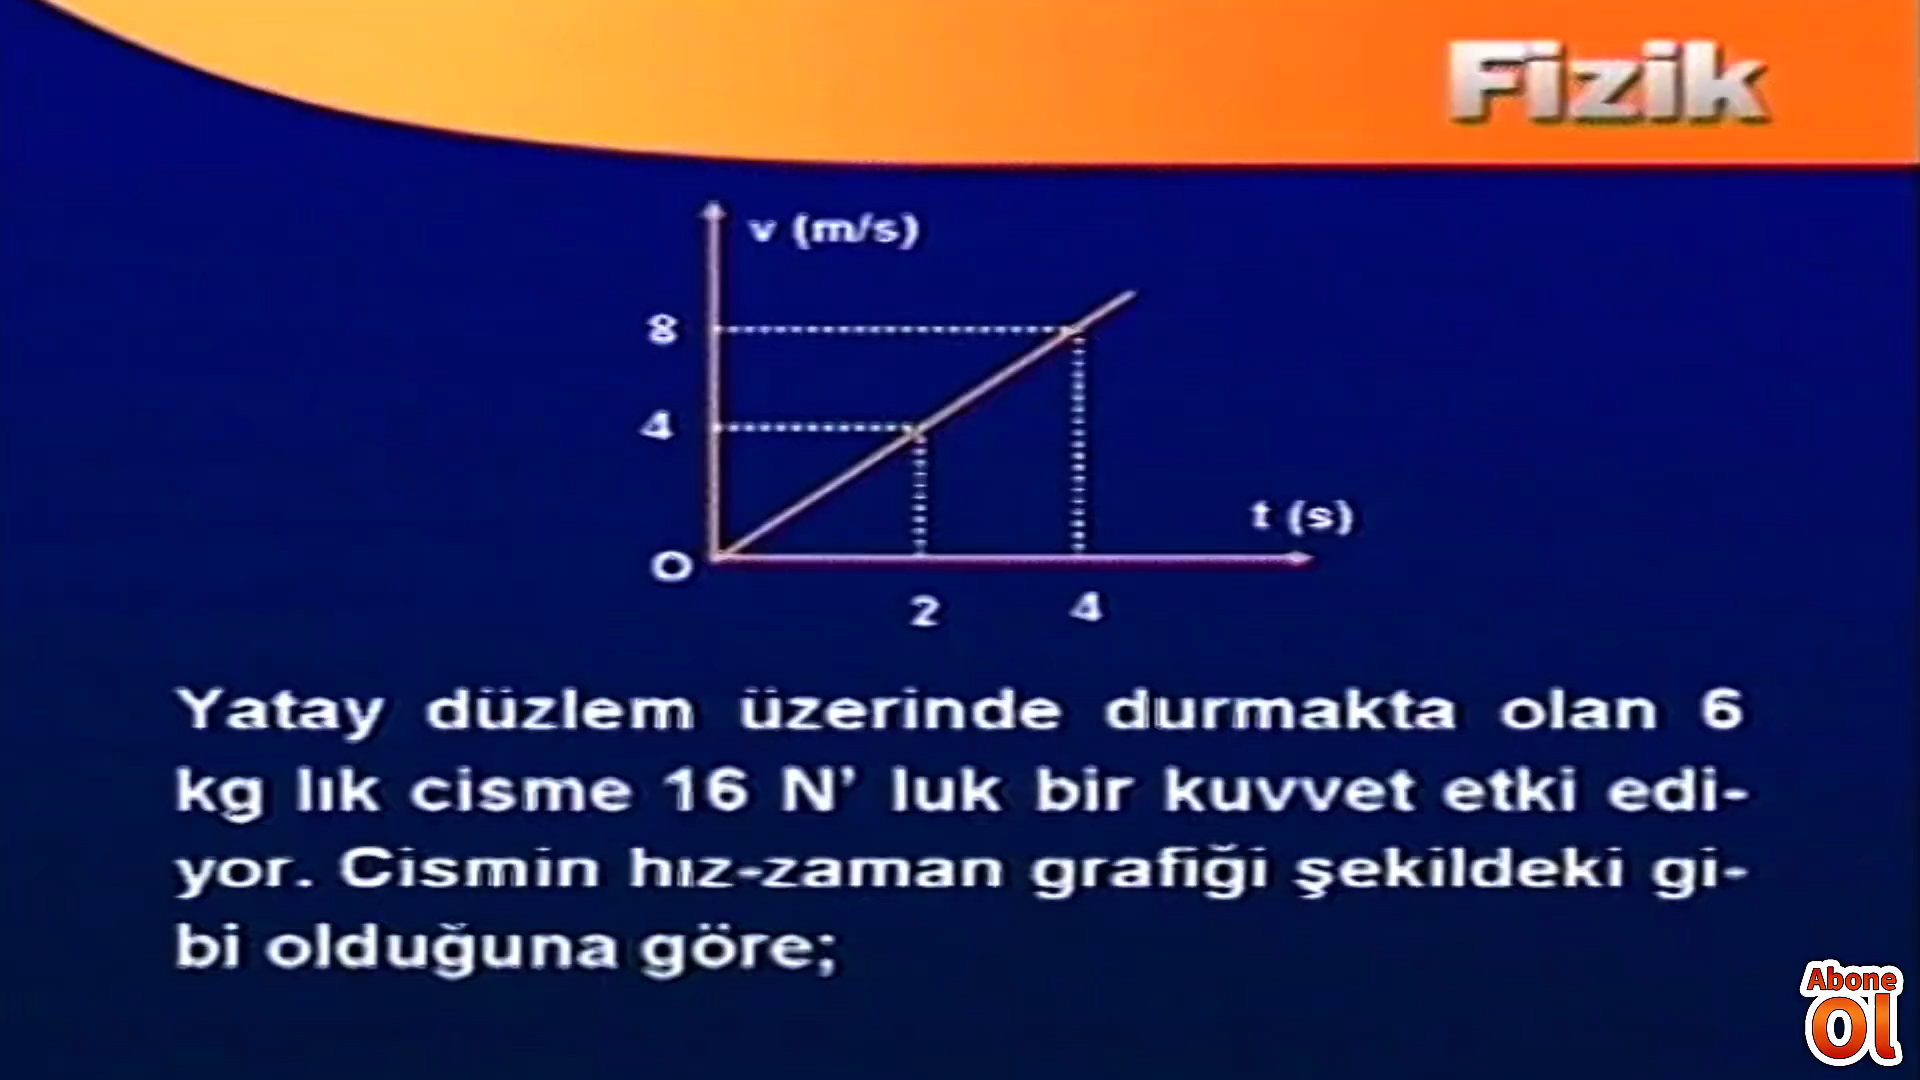 Fizik
v (m/s)
8
4
O
t (s)
2 4
Yatay düzlem üzerinde durmakta olan 6
kg lık cisme 16 N' luk bir kuvvet etki edi-
yor. Cismin hız-zaman grafiği şekildeki gi-
bi olduğuna göre;
Abone
Ol